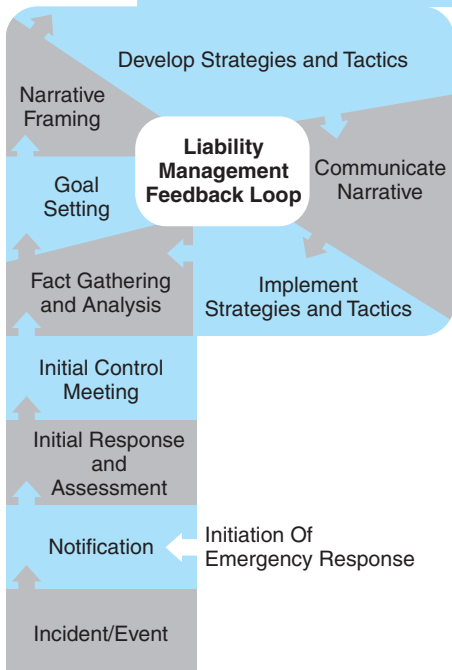 Develop Strategies and Tactics
Narrative
Framing
Liability
Management
Feedback Loop
Communicate
Narrative
Goal
Setting
Fact Gathering
and Analysis
Implement
Strategies and Tactics
Initial Control
Meeting
Initial Response
and
Assessment
Notification
Initiation Of
Emergency Response
Incident/Event